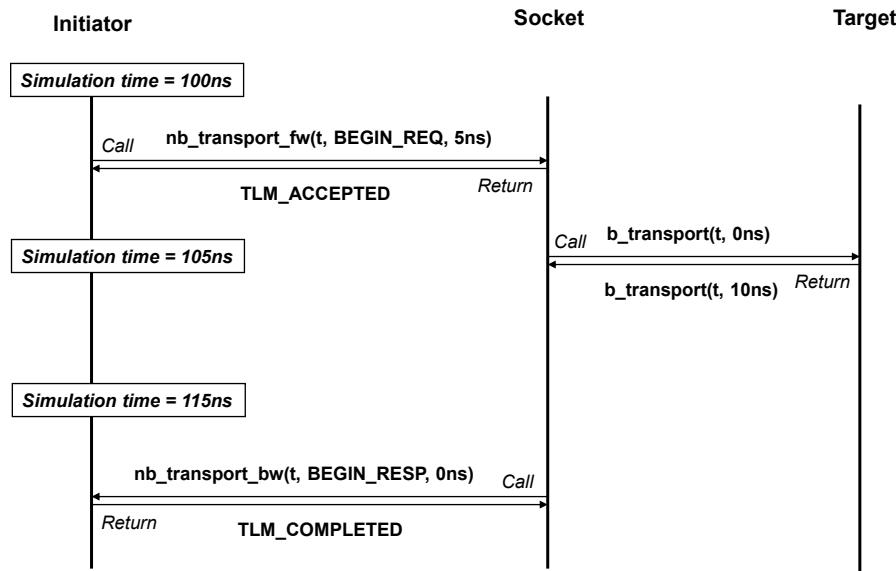 Initiator
Socket
Target
Simulation time = 100ns
Call
nb_transport_fw(t, BEGIN_REQ, 5ns)
TLM_ACCEPTED
Return
Simulation time = 105ns
Call
b_transport(t, 0ns)
b_transport(t, 10ns)
Return
Simulation time = 115ns
nb_transport_bw(t, BEGIN_RESP, 0ns)
Call
Return
TLM_COMPLETED